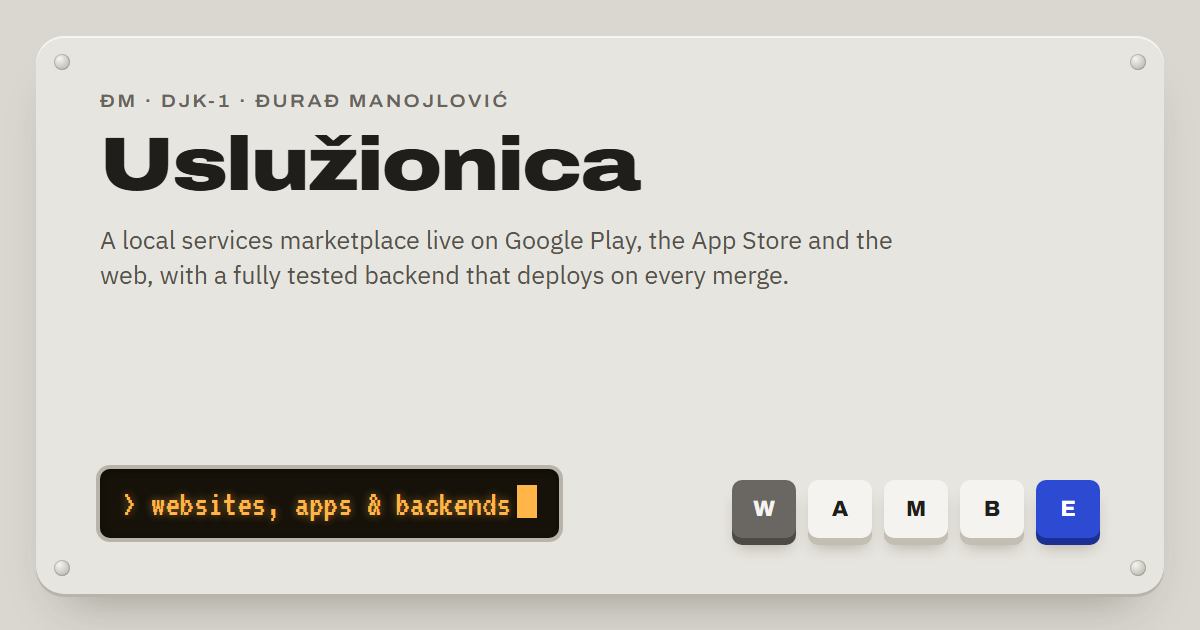 ĐM · DJK-1 · ĐURAĐ MANOJLOVIĆ
Uslužionica
A local services marketplace live on Google Play, the App Store and the
web, with a fully tested backend that deploys on every merge.
> websites, apps & backends
W A M B E